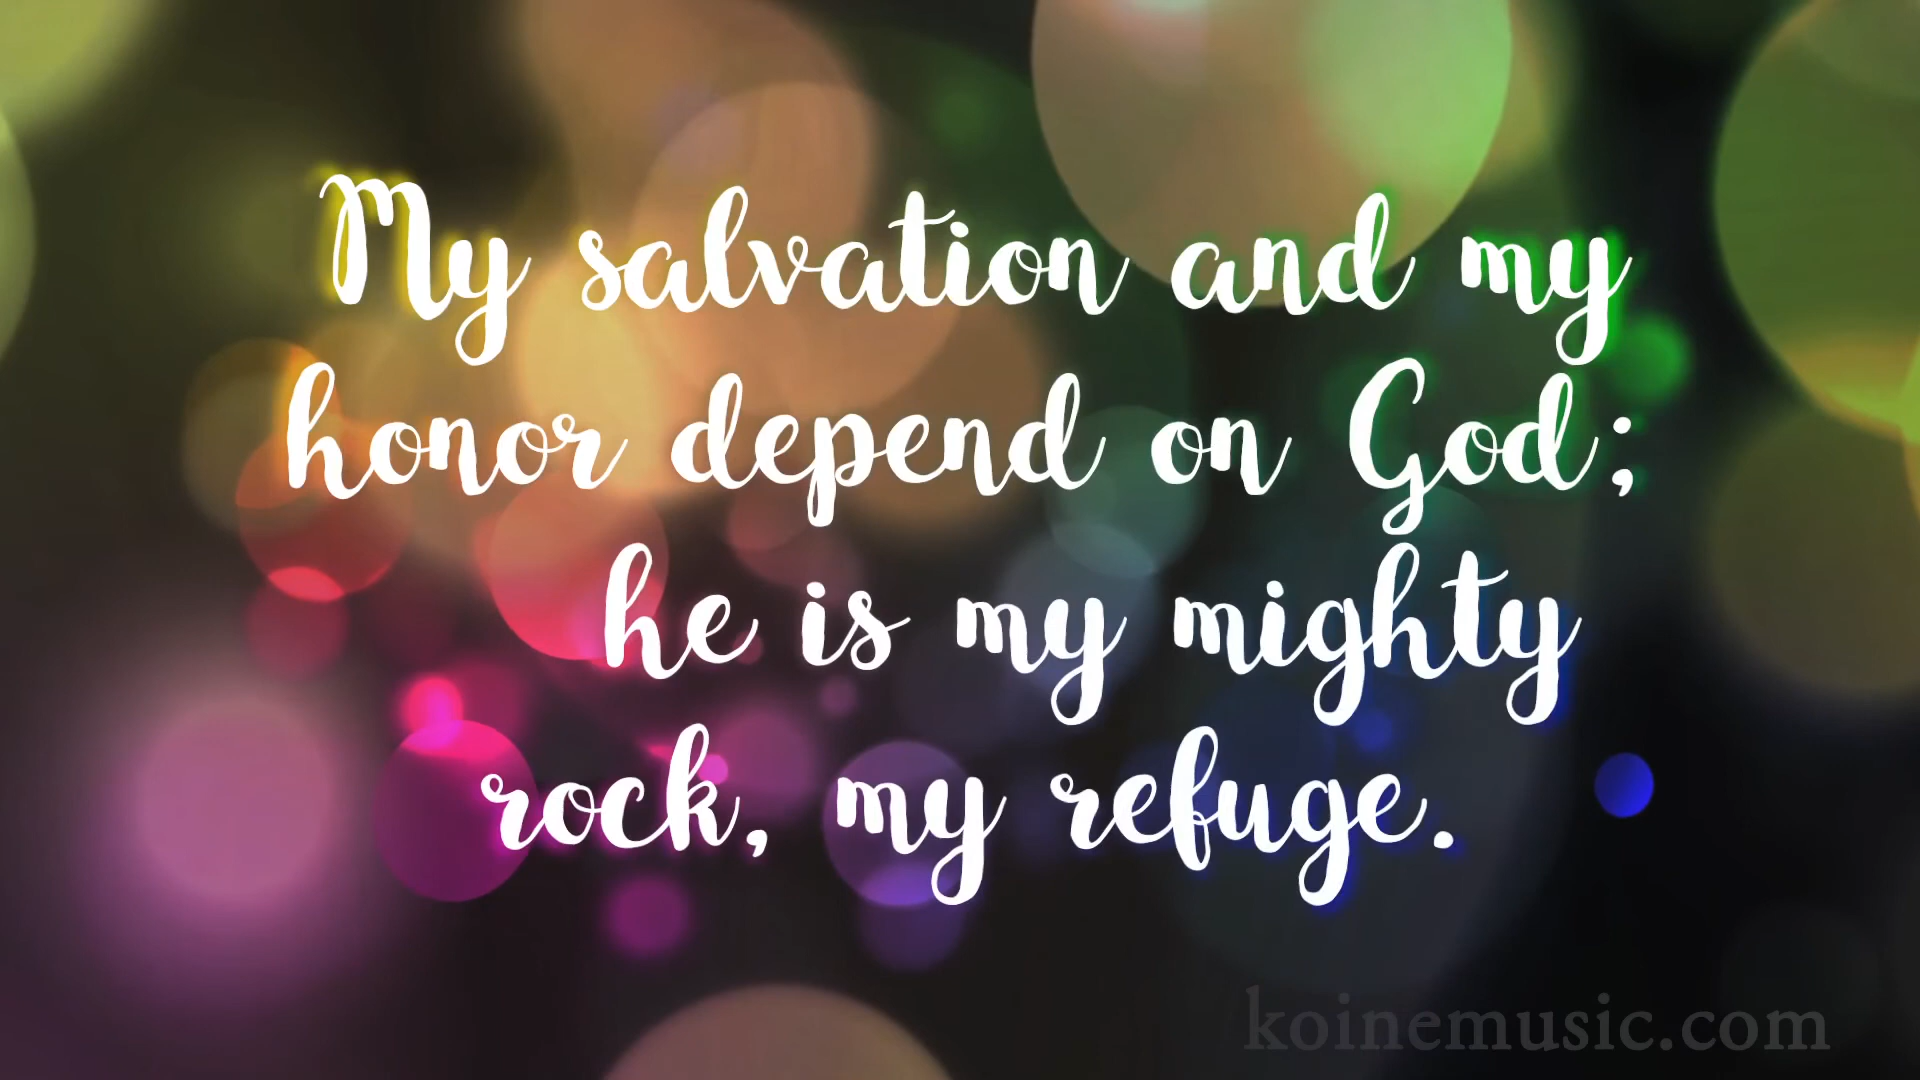 My salvation and my
honor depend on God;
he is my mighty
rock, my refuge.
koinemusic.com